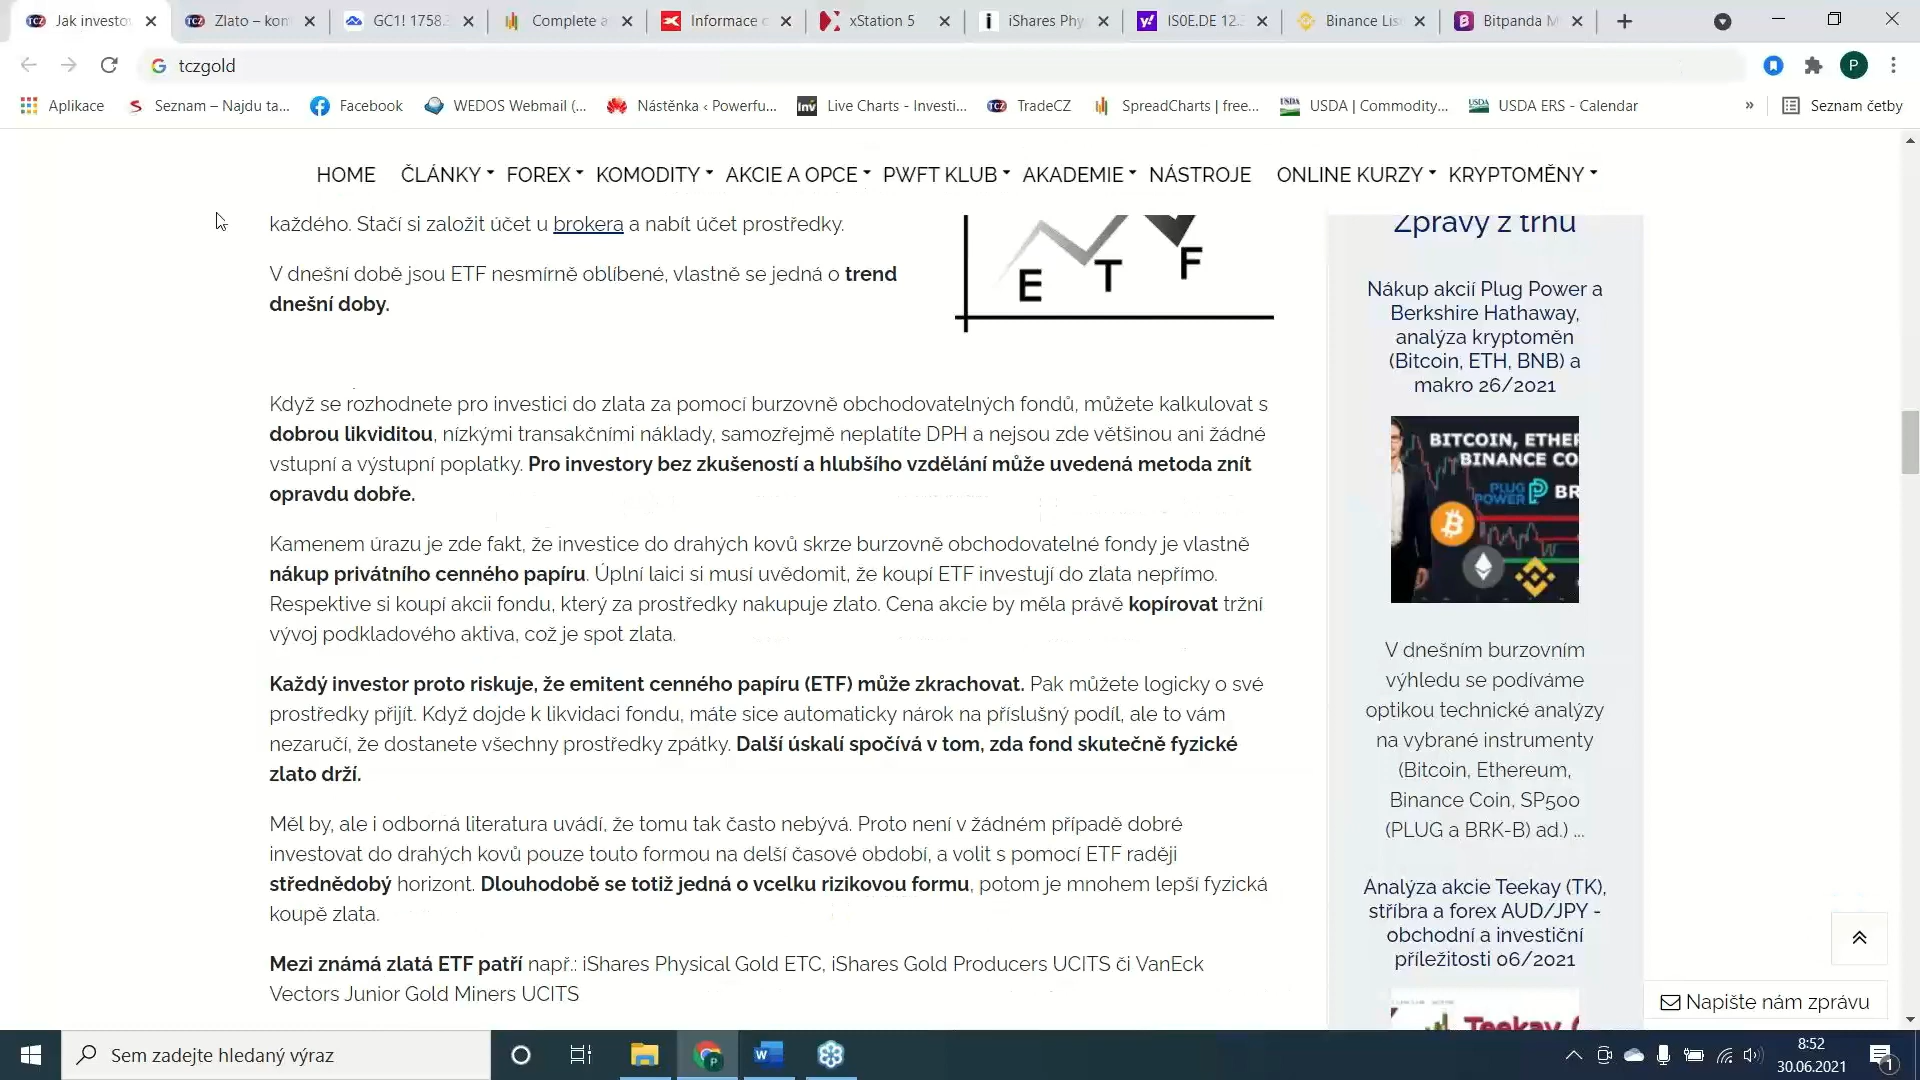 Jak investo
Zlato – kom
GC1! 1758.
Complete a
Informace o
xStation 5
iShares Phy
IS0E.DE 12.
Binance Lis
Bitpanda M
tczgold
P
Aplikace
Seznam – Najdu ta...
Facebook
WEDOS Webmail (...
Nástěnka ‹ Powerfu...
Live Charts - Investi...
TradeCZ
SpreadCharts | free...
USDA | Commodity...
USDA ERS - Calendar
»
Seznam četby
HOME
ČLÁNKY
FOREX
KOMODITY
AKCIE A OPCE
PWFT KLUB
AKADEMIE
NÁSTROJE
ONLINE KURZY
KRYPTOMĚNY
každého. Stačí si založit účet u brokera a nabít účet prostředky.
V dnešní době jsou ETF nesmírně oblíbené, vlastně se jedná o trend
dnešní doby.
E T F
Když se rozhodnete pro investici do zlata za pomocí burzovně obchodovatelných fondů, můžete kalkulovat s
dobrou likviditou, nízkými transakčními náklady, samozřejmě neplatíte DPH a nejsou zde většinou ani žádné
vstupní a výstupní poplatky. Pro investory bez zkušeností a hlubšího vzdělání může uvedená metoda znít
opravdu dobře.
Kamenem úrazu je zde fakt, že investice do drahých kovů skrze burzovně obchodovatelné fondy je vlastně
nákup privátního cenného papíru. Úplní laici si musí uvědomit, že koupí ETF investují do zlata nepřímo.
Respektive si koupí akcii fondu, který za prostředky nakupuje zlato. Cena akcie by měla právě kopírovat tržní
vývoj podkladového aktiva, což je spot zlata.
Každý investor proto riskuje, že emitent cenného papíru (ETF) může zkrachovat. Pak můžete logicky o své
prostředky přijít. Když dojde k likvidaci fondu, máte sice automaticky nárok na příslušný podíl, ale to vám
nezaručí, že dostanete všechny prostředky zpátky. Další úskalí spočívá v tom, zda fond skutečně fyzické
zlato drží.
Měl by, ale i odborná literatura uvádí, že tomu tak často nebývá. Proto není v žádném případě dobré
investovat do drahých kovů pouze touto formou na delší časové období, a volit s pomocí ETF raději
střednědobý horizont. Dlouhodobě se totiž jedná o vcelku rizikovou formu, potom je mnohem lepší fyzická
koupě zlata.
Mezi známá zlatá ETF patří např.: iShares Physical Gold ETC, iShares Gold Producers UCITS či VanEck
Vectors Junior Gold Miners UCITS
Zprávy z trhů
Nákup akcií Plug Power a
Berkshire Hathaway,
analýza kryptoměn
(Bitcoin, ETH, BNB) a
makro 26/2021
BITCOIN, ETHER
BINANCE CO
PLUG
POWER
BR
V dnešním burzovním
výhledu se podíváme
optikou technické analýzy
na vybrané instrumenty
(Bitcoin, Ethereum,
Binance Coin, SP500
(PLUG a BRK-B) ad.) ...
Analýza akcie Teekay (TK),
stříbra a forex AUD/JPY -
obchodní a investiční
příležitosti 06/2021
Teekay
Napište nám zprávu
Sem zadejte hledaný výraz
8:52
30.06.2021
1